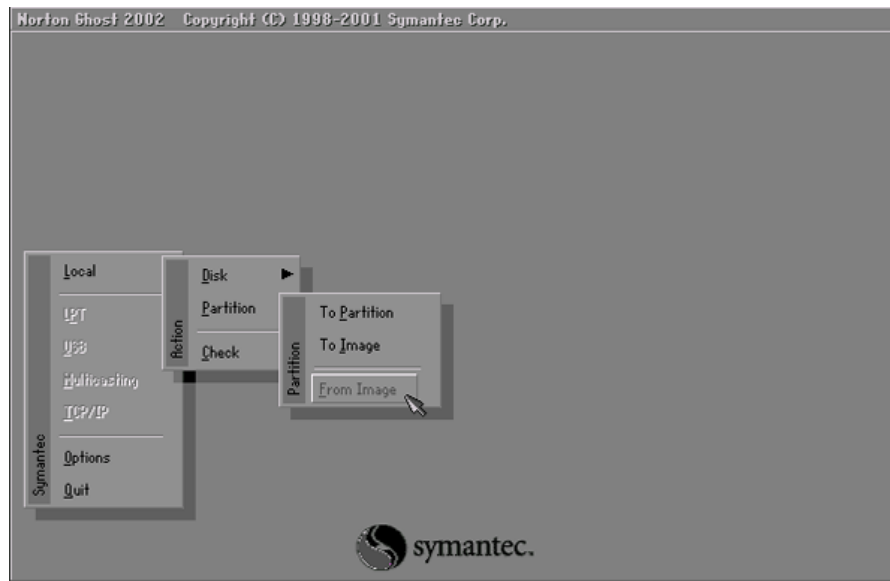 Norton Ghost 2002 Copyright (C) 1998-2001 Symantec Corp.
Symantec
Local
LPT
USB
Multicasting
TCP/IP
Options
Quit
Action
Disk
Partition
Check
Partition
To Partition
To Image
From Image
symantec.